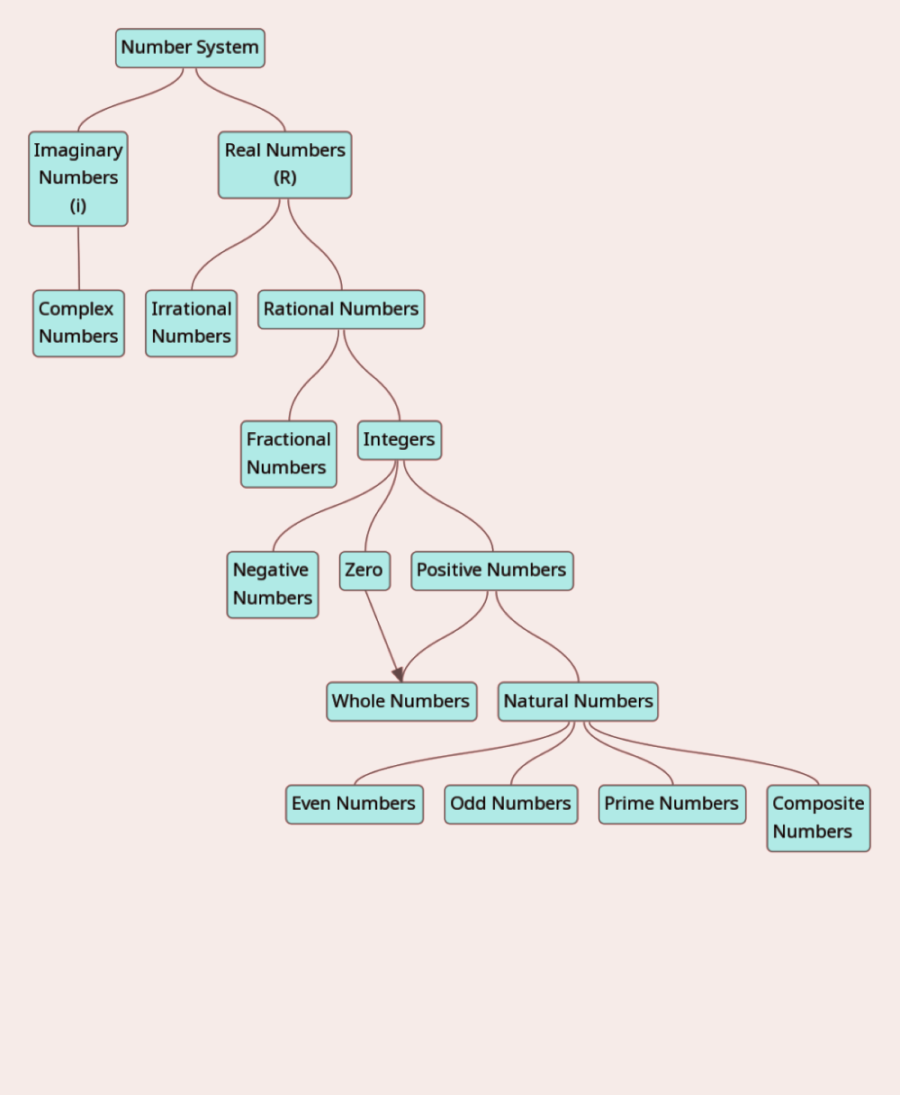 Number System
Imaginary
Numbers
(i)
Real Numbers
(R)
Complex
Numbers
Irrational
Numbers
Rational Numbers
Fractional
Numbers
Integers
Negative
Numbers
Zero
Positive Numbers
Whole Numbers
Natural Numbers
Even Numbers
Odd Numbers
Prime Numbers
Composite
Numbers